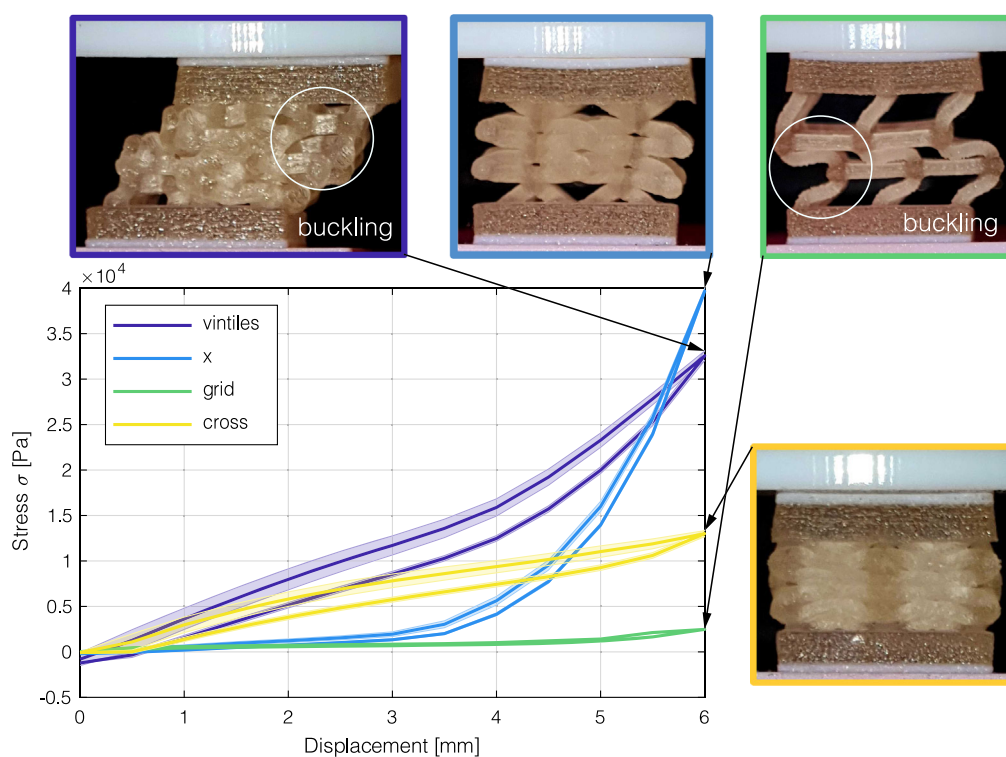 buckling
buckling
×10⁴
4
3.5
3
2.5
2
1.5
1
0.5
0
-0.5
Stress σ [Pa]
vintiles
x
grid
cross
0 1 2 3 4 5 6
Displacement [mm]